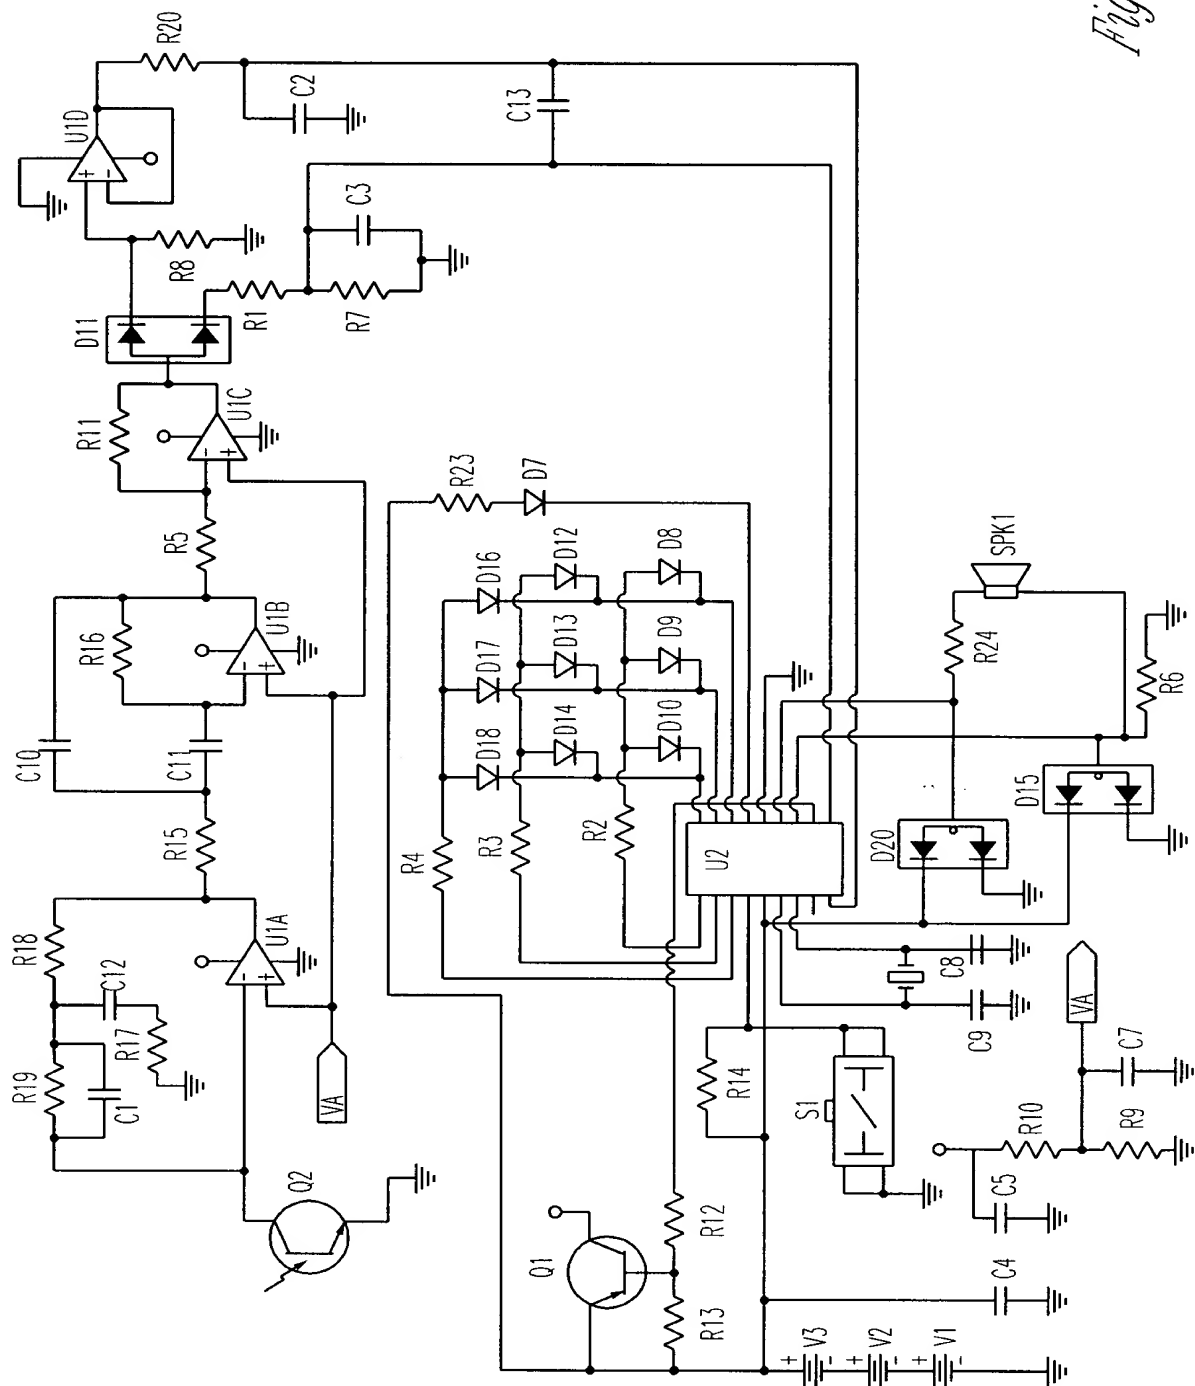 Fig
R20
U1D
+
-
C2
C13
C3
R8
R1
R7
D11
R11
U1C
-
+
R5
R23
D7
D16
D12
D8
R16
U1B
-
+
D17
D13
D9
C10
C11
D18
D14
D10
R24
SPK1
R6
D15
D20
R15
R4
R3
R2
U2
R18
C12
R17
U1A
-
+
R19
C1
VA
Q2
C8
C9
VA
R14
S1
C7
R10
R9
C5
R12
Q1
R13
C4
+ V3 -
+ V2 -
+ V1 -